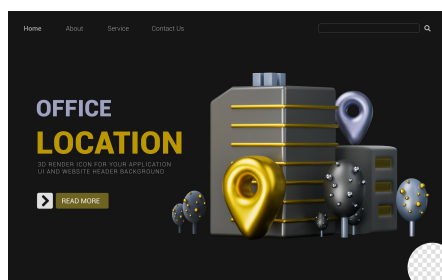 Home About Service Contact Us
OFFICE
LOCATION
3D RENDER ICON FOR YOUR APPLICATION
UI AND WEBSITE HEADER BACKGROUND
READ MORE